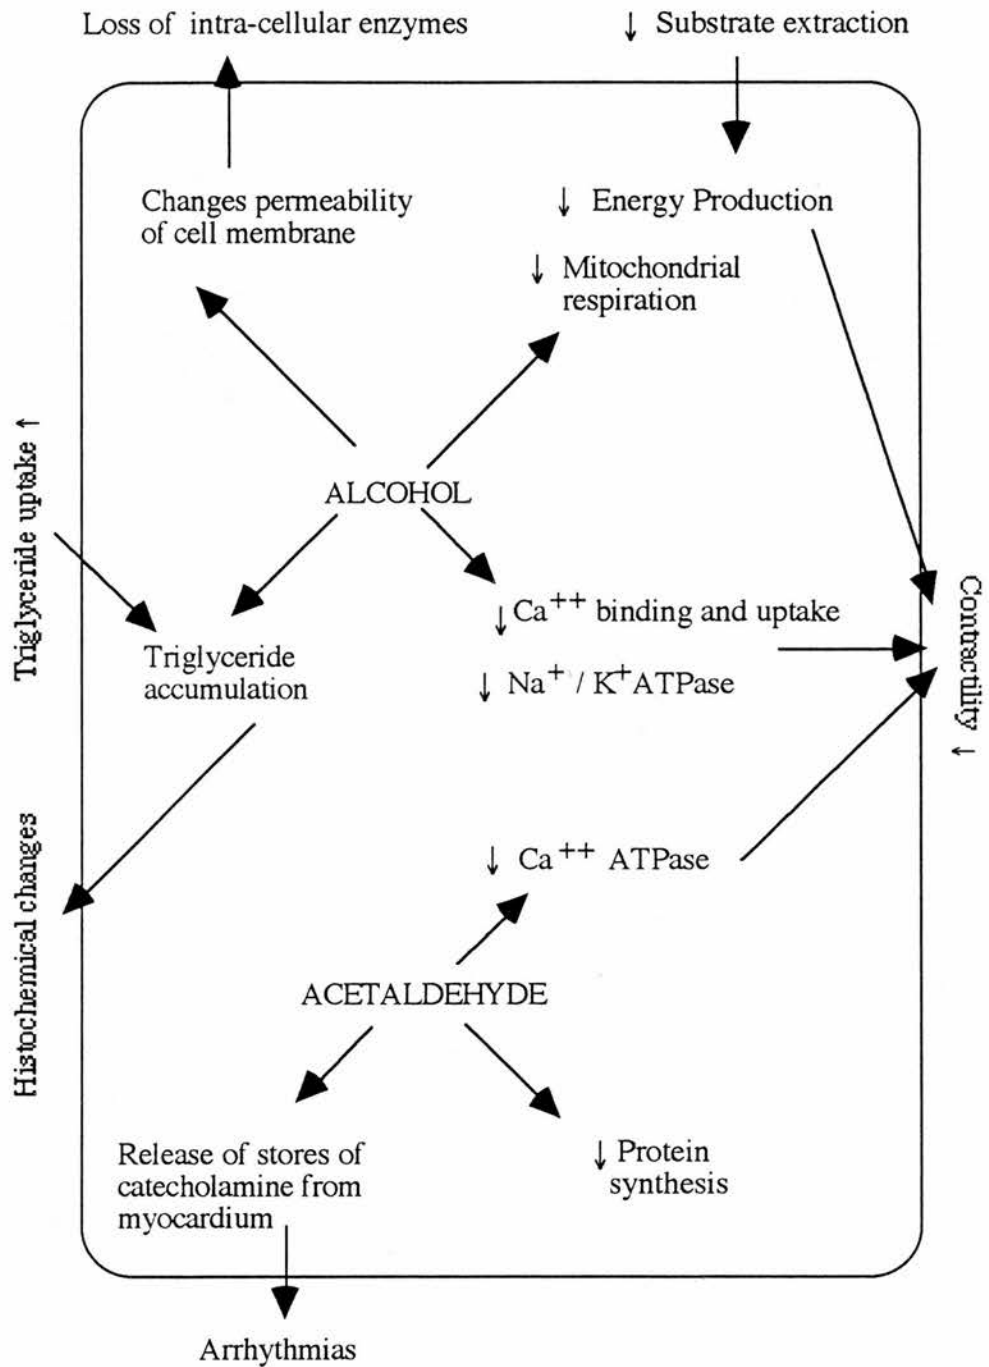 Loss of intra-cellular enzymes
↓ Substrate extraction
Changes permeability
of cell membrane
↓ Energy Production
↓ Mitochondrial
respiration
Triglyceride uptake ↑
ALCOHOL
Triglyceride
accumulation
↓ Ca++ binding and uptake
↓ Na+ / K+ATPase
Contractility ↓
Histochemical changes
↓ Ca++ ATPase
ACETALDEHYDE
Release of stores of
catecholamine from
myocardium
↓ Protein
synthesis
Arrhythmias